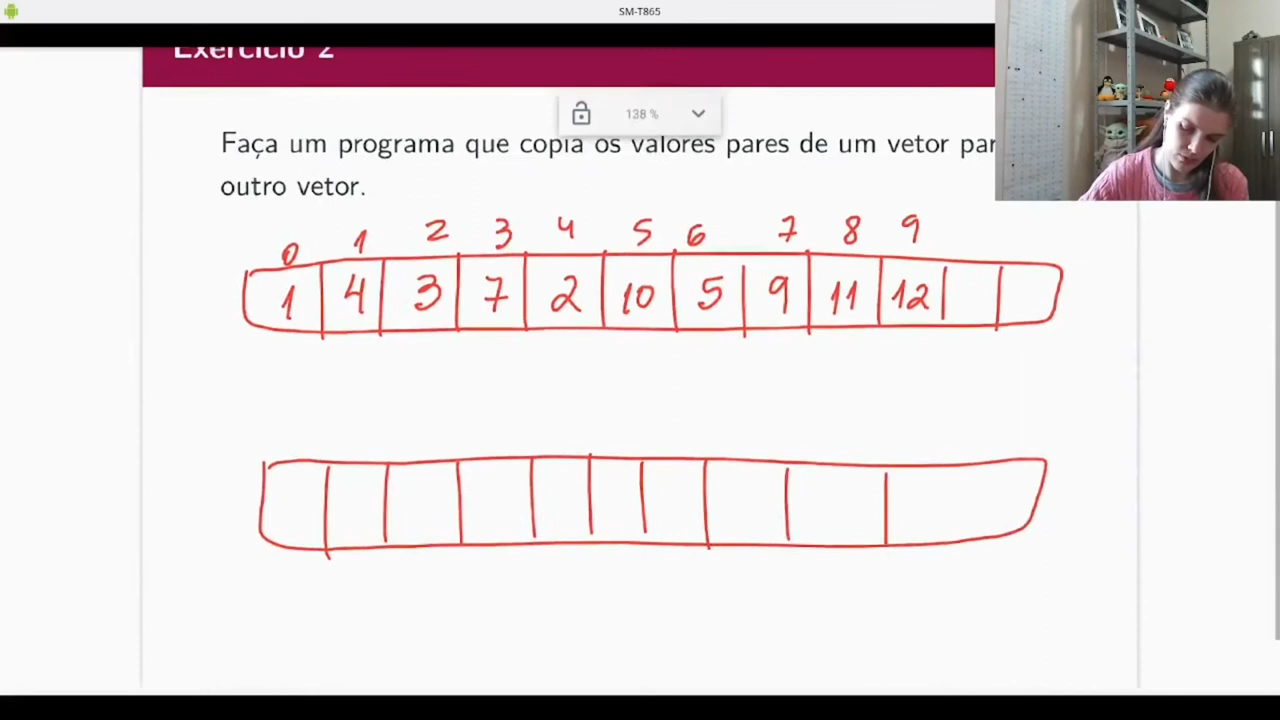 SM-T865
Exercício 2
138 %
Faça um programa que copia os valores pares de um vetor par
outro vetor.
0 1 2 3 4 5 6 7 8 9
1 4 3 7 2 10 5 9 11 12